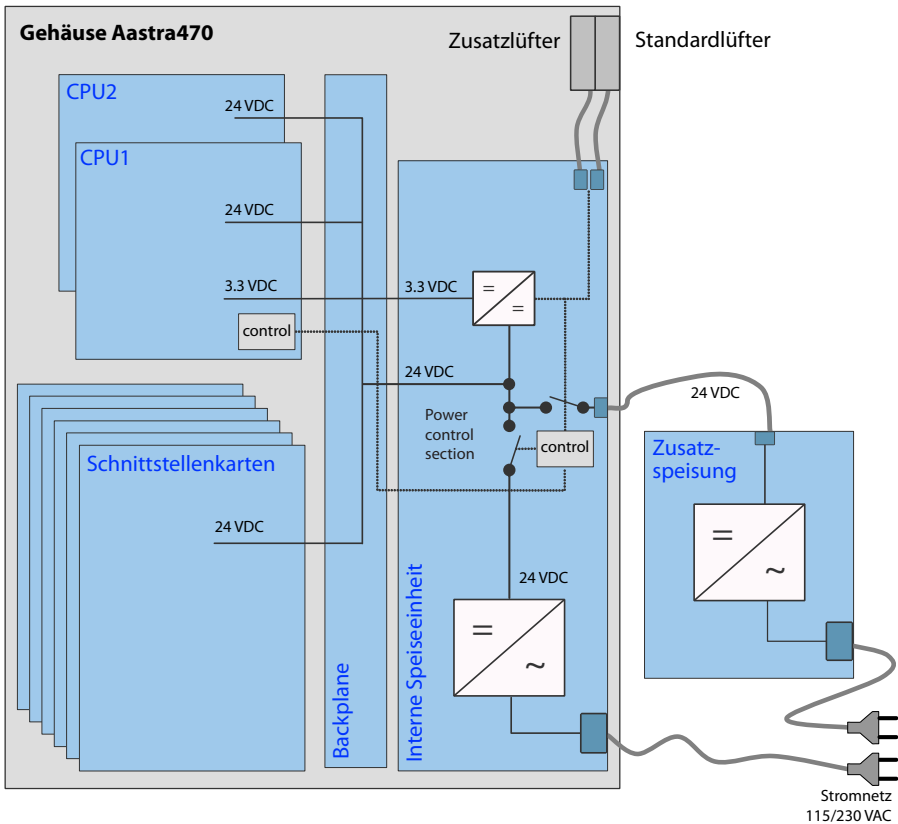 Gehäuse Aastra470
Zusatzlüfter
Standardlüfter
CPU2
24 VDC
CPU1
24 VDC
3.3 VDC
3.3 VDC
=
=
control
24 VDC
24 VDC
Power
control
section
control
Zusatz-
speisung
Schnittstellenkarten
24 VDC
=
~
24 VDC
=
~
Interne Speiseeinheit
Backplane
Stromnetz
115/230 VAC